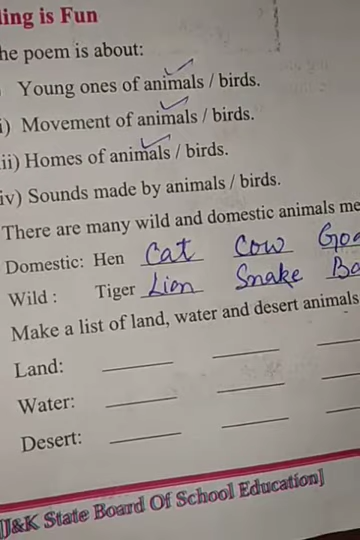 ling is Fun
he poem is about:
Young ones of animals / birds.
i) Movement of animals / birds.
ii) Homes of animals / birds.
iv) Sounds made by animals / birds.
There are many wild and domestic animals me
Domestic: Hen Cat Cow Goa
Wild : Tiger Lion Snake Ba
Make a list of land, water and desert animals
Land:
Water:
Desert:
[J&K State Board Of School Education]